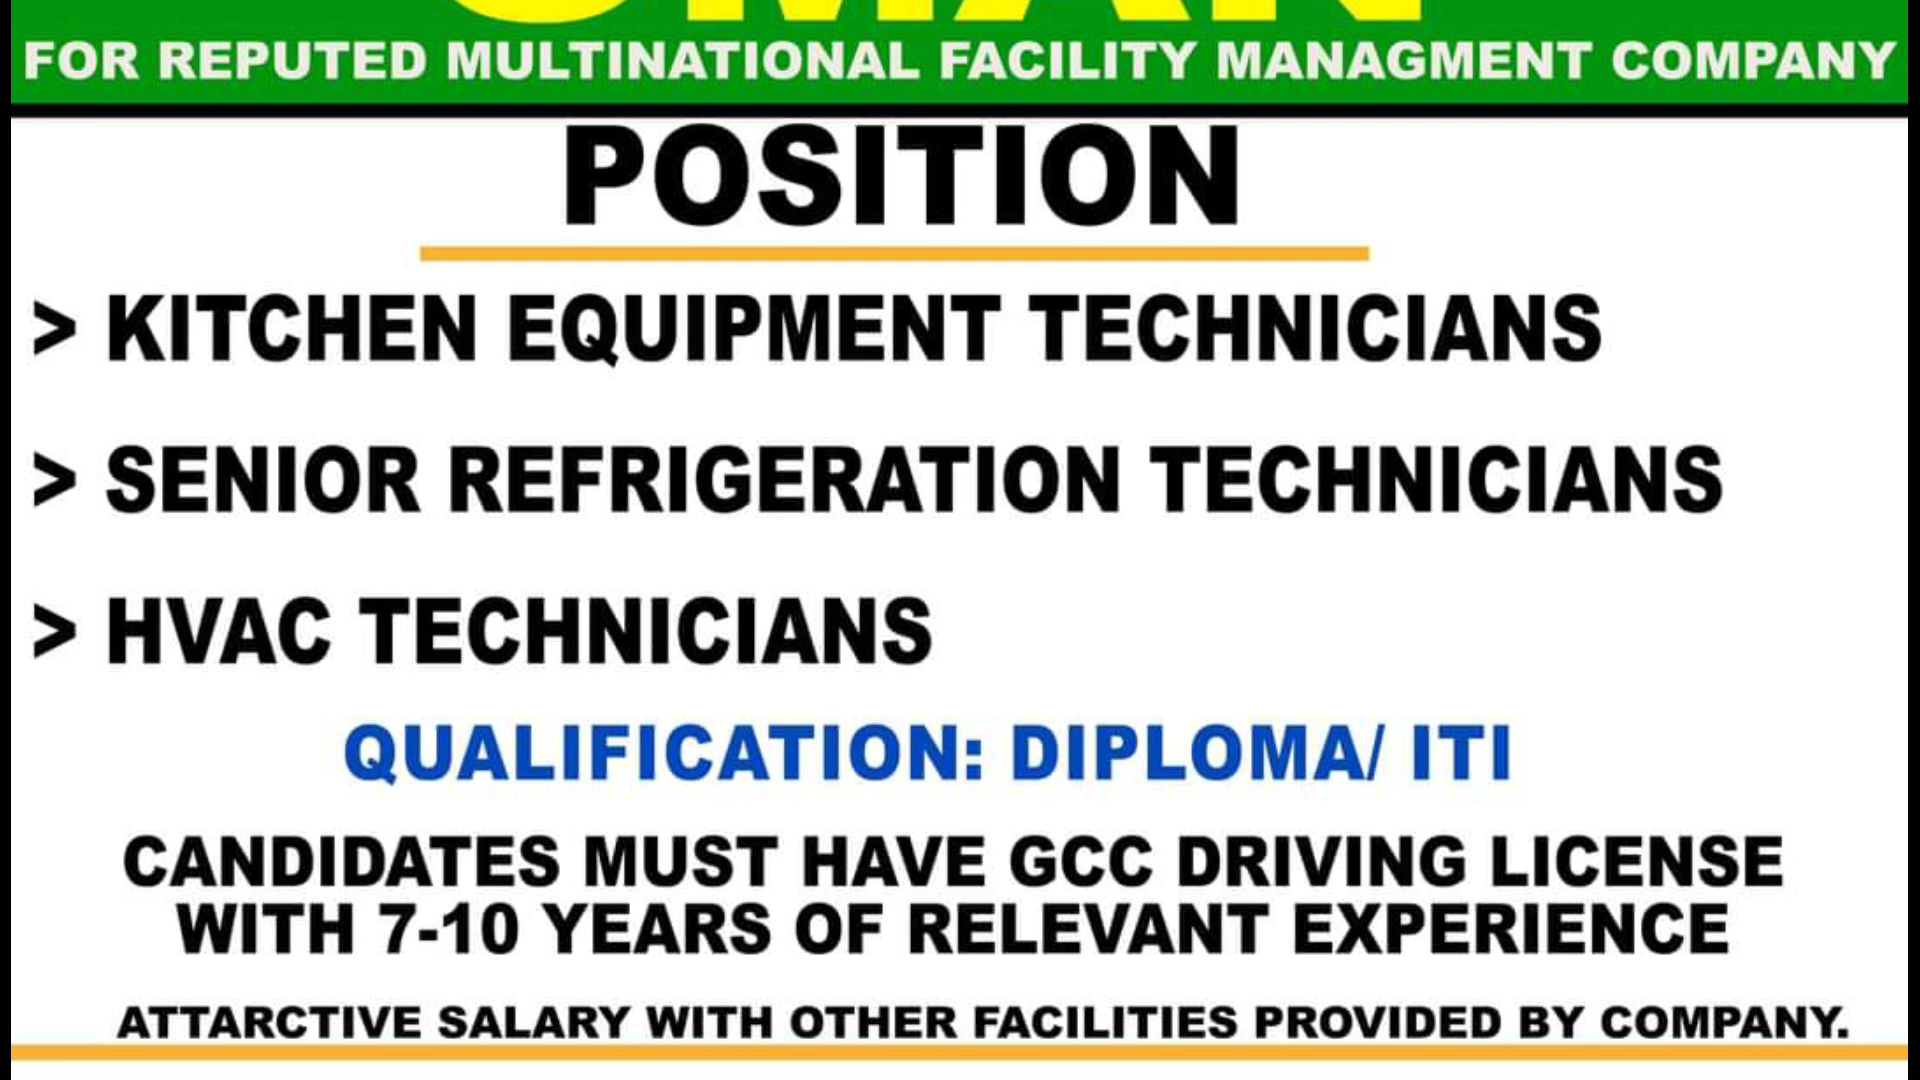 OMAN
FOR REPUTED MULTINATIONAL FACILITY MANAGMENT COMPANY
POSITION
> KITCHEN EQUIPMENT TECHNICIANS
> SENIOR REFRIGERATION TECHNICIANS
> HVAC TECHNICIANS
QUALIFICATION: DIPLOMA/ ITI
CANDIDATES MUST HAVE GCC DRIVING LICENSE
WITH 7-10 YEARS OF RELEVANT EXPERIENCE
ATTARCTIVE SALARY WITH OTHER FACILITIES PROVIDED BY COMPANY.